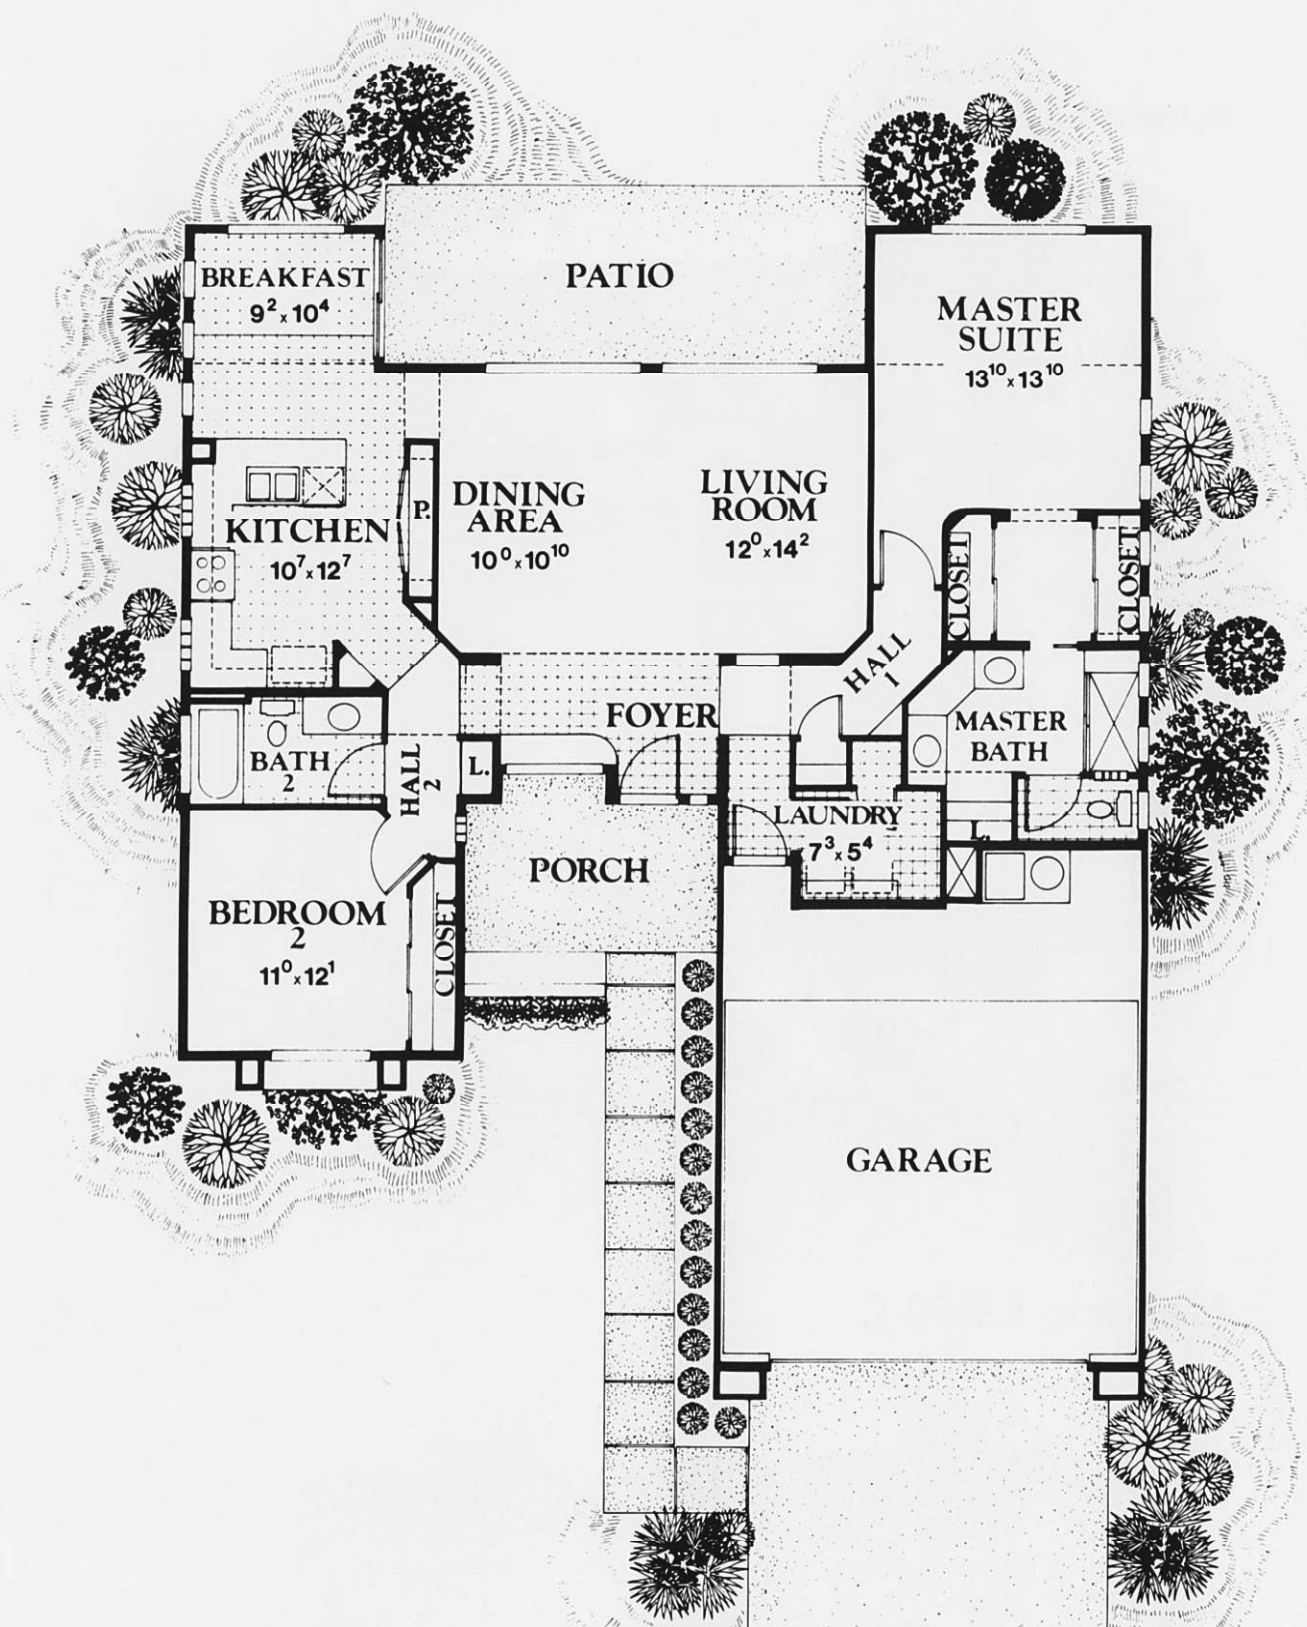 BREAKFAST
9² x 10⁴
PATIO
MASTER
SUITE
13¹⁰ x 13¹⁰
KITCHEN
10⁷ x 12⁷
P.
DINING
AREA
10⁰ x 10¹⁰
LIVING
ROOM
12⁰ x 14²
CLOSET
CLOSET
HALL
1
FOYER
MASTER
BATH
BATH
2
HALL
2
L.
LAUNDRY
7³ x 5⁴
L.
PORCH
BEDROOM
2
11⁰ x 12¹
CLOSET
GARAGE